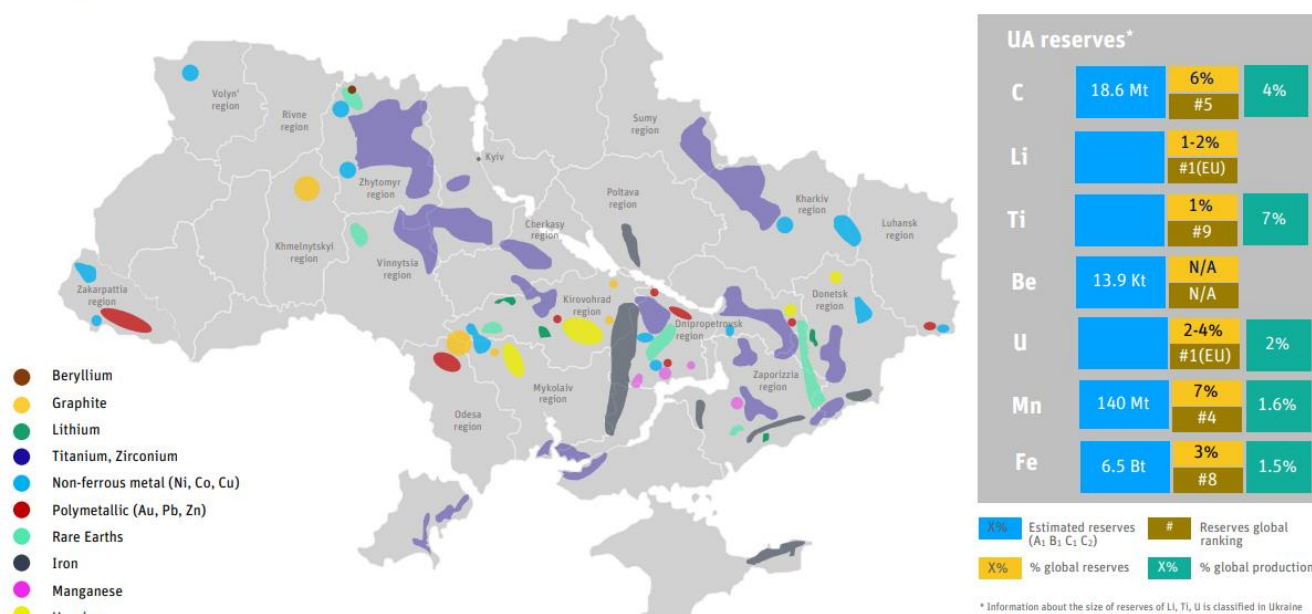 Volyn'
region
Rivne
region
Zhytomyr
region
Kyiv
Sumy
region
Poltava
region
Kharkiv
region
Luhansk
region
Khmelnytskyi
region
Vinnytsia
region
Cherkasy
region
Zakarpattia
region
Kirovohrad
region
Dnipropetrovsk
region
Donetsk
region
Mykolaiv
region
Zaporizzia
region
Odesa
region
Beryllium
Graphite
Lithium
Titanium, Zirconium
Non-ferrous metal (Ni, Co, Cu)
Polymetallic (Au, Pb, Zn)
Rare Earths
Iron
Manganese
UA reserves*
C 18.6 Mt 6% #5 4%
Li 1-2% #1(EU)
Ti 1% #9 7%
Be 13.9 Kt N/A N/A
U 2-4% #1(EU) 2%
Mn 140 Mt 7% #4 1.6%
Fe 6.5 Bt 3% #8 1.5%
X% Estimated reserves
(A₁ B₁ C₁ C₂)
# Reserves global
ranking
X% % global reserves
X% % global production
* Information about the size of reserves of Li, Ti, U is classified in Ukraine